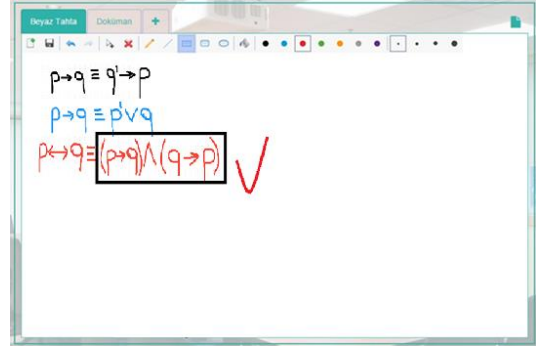 Beyaz Tahta Doküman +
p→q ≡ q'→p
p→q ≡ p'∨q
p↔q ≡ (p→q)∧(q→p)